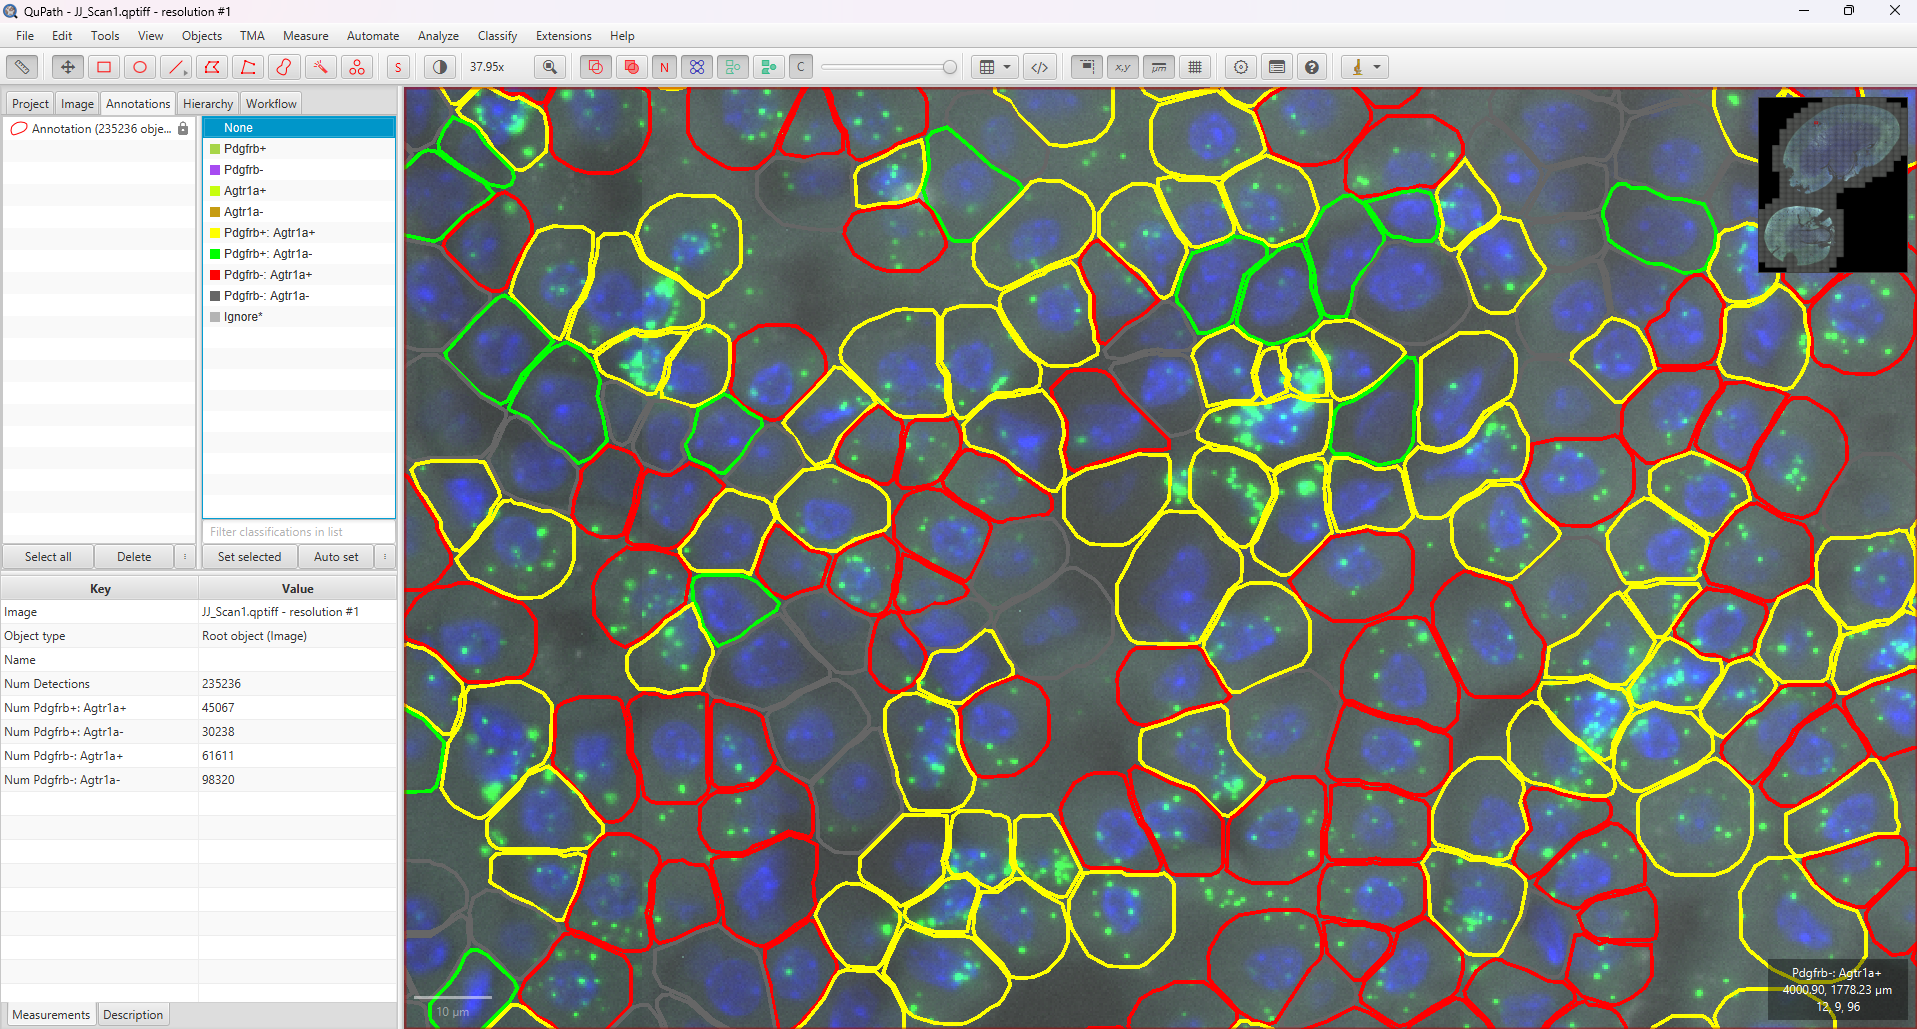 QuPath - JJ_Scan1.qptiff - resolution #1
File Edit Tools View Objects TMA Measure Automate Analyze Classify Extensions Help
S 37.95x N C x,y µm
Project Image Annotations Hierarchy Workflow
Annotation (235236 obje...
None
Pdgfrb+
Pdgfrb-
Agtr1a+
Agtr1a-
Pdgfrb+: Agtr1a+
Pdgfrb+: Agtr1a-
Pdgfrb-: Agtr1a+
Pdgfrb-: Agtr1a-
Ignore*
Filter classifications in list
Select all Delete Set selected Auto set
Key Value
Image JJ_Scan1.qptiff - resolution #1
Object type Root object (Image)
Name
Num Detections 235236
Num Pdgfrb+: Agtr1a+ 45067
Num Pdgfrb+: Agtr1a- 30238
Num Pdgfrb-: Agtr1a+ 61611
Num Pdgfrb-: Agtr1a- 98320
Measurements Description
10 µm
Pdgfrb-: Agtr1a+
4000.90, 1778.23 µm
12, 9, 96